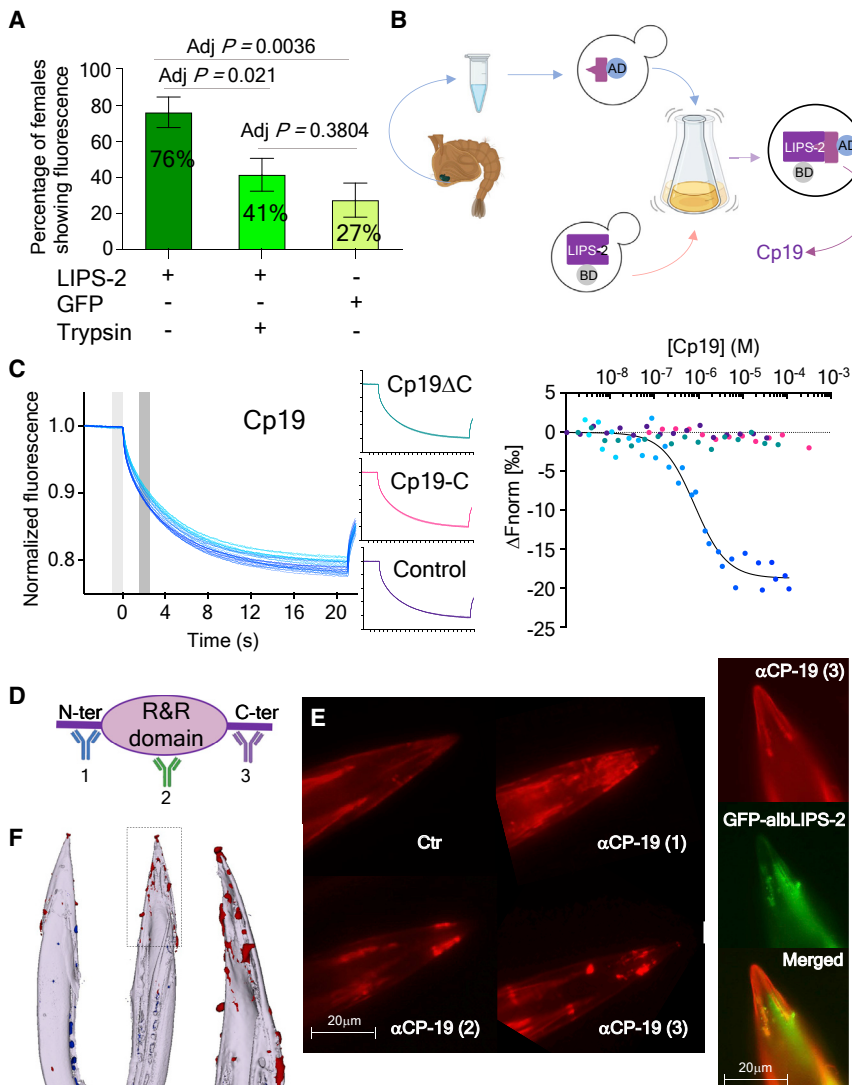 A
Adj P = 0.0036
Adj P = 0.021
Adj P = 0.3804
Percentage of females
showing fluorescence
100
80
60
40
20
0
76%
41%
27%
LIPS-2 + + -
GFP - - +
Trypsin - + -
B
AD
LIPS-2
BD
LIPS-2
AD
BD
Cp19
C
Normalized fluorescence
1.0
0.9
0.8
Cp19
0 4 8 12 16 20
Time (s)
Cp19ΔC
Cp19-C
Control
[Cp19] (M)
10-8 10-7 10-6 10-5 10-4 10-3
ΔFnorm [‰]
5
0
-5
-10
-15
-20
-25
D
N-ter
R&R
domain
C-ter
1
2
3
E
Ctr
αCP-19 (1)
αCP-19 (2)
αCP-19 (3)
20μm
αCP-19 (3)
GFP-albLIPS-2
Merged
20μm
F